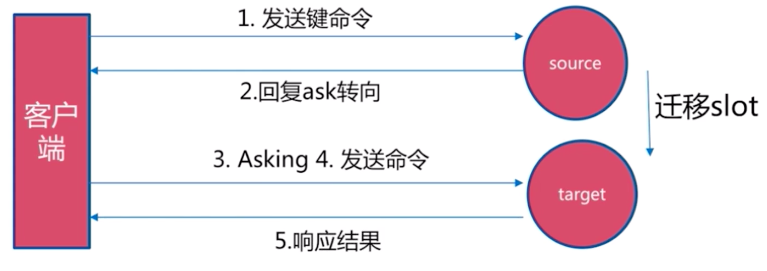 1. 发送键命令
source
2.回复ask转向
客户
端
迁移slot
3. Asking 4. 发送命令
target
5.响应结果